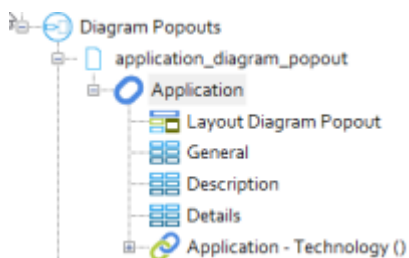 Diagram Popouts
application_diagram_popout
Application
Layout Diagram Popout
General
Description
Details
Application - Technology ()